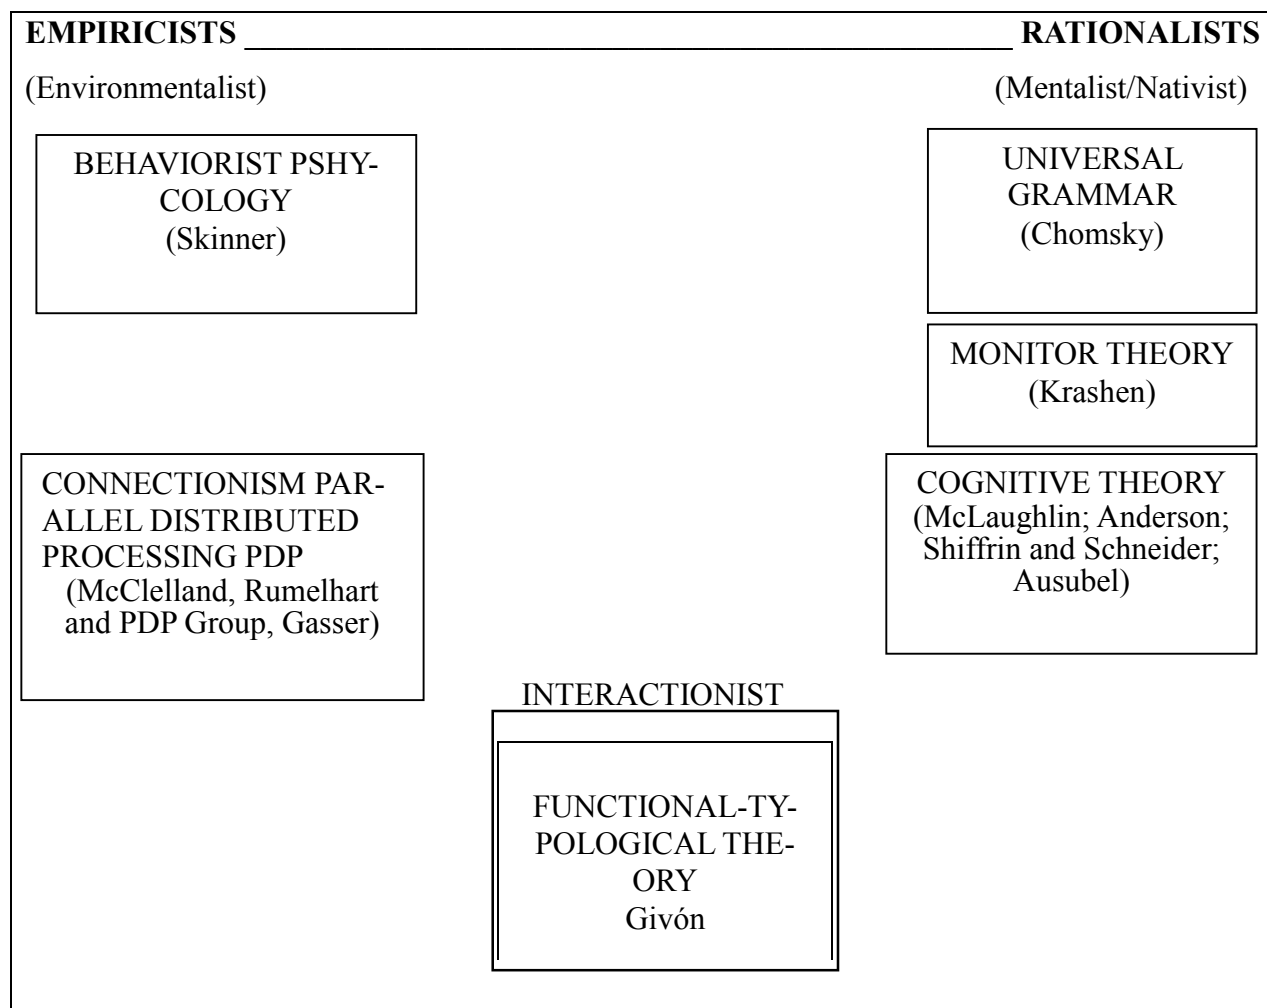 EMPIRICISTS RATIONALISTS
(Environmentalist) (Mentalist/Nativist)
BEHAVIORIST PSHY-
COLOGY
(Skinner)
UNIVERSAL
GRAMMAR
(Chomsky)
MONITOR THEORY
(Krashen)
CONNECTIONISM PAR-
ALLEL DISTRIBUTED
PROCESSING PDP
(McClelland, Rumelhart
and PDP Group, Gasser)
COGNITIVE THEORY
(McLaughlin; Anderson;
Shiffrin and Schneider;
Ausubel)
INTERACTIONIST
FUNCTIONAL-TY-
POLOGICAL THE-
ORY
Givón